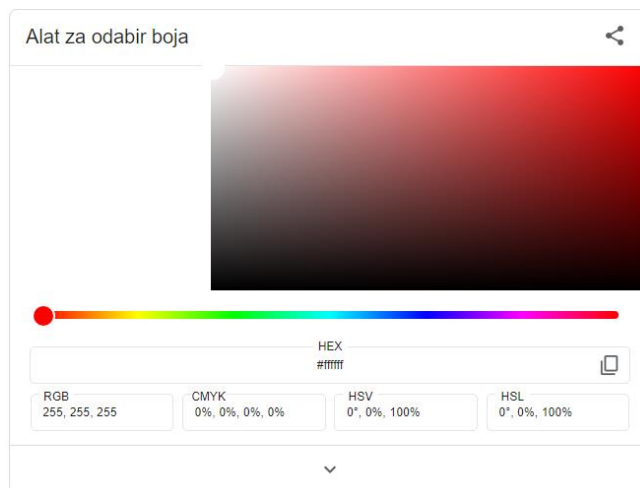 Alat za odabir boja
HEX
#ffffff
RGB
255, 255, 255
CMYK
0%, 0%, 0%, 0%
HSV
0°, 0%, 100%
HSL
0°, 0%, 100%